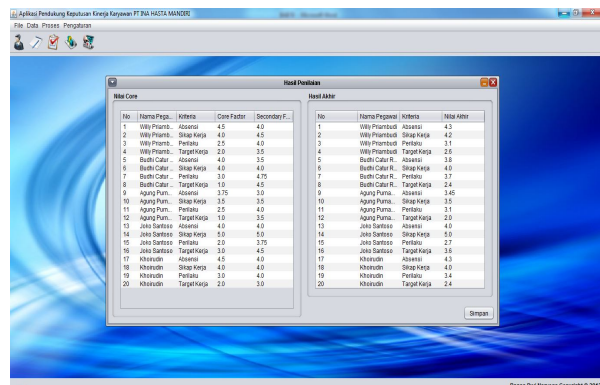 Aplikasi Pendukung Keputusan Kinerja Karyawan PT INA HASTA MANDIRI
File Data Proses Pengaturan
Hasil Penilaian
Nilai Core
No Nama Pega... Kriteria Core Factor Secondary F...
1 Willy Priamb... Absensi 4.5 4.0
2 Willy Priamb... Sikap Kerja 4.0 4.5
3 Willy Priamb... Perilaku 2.5 4.0
4 Willy Priamb... Target Kerja 2.0 3.5
5 Budhi Catur ... Absensi 4.0 3.5
6 Budhi Catur ... Sikap Kerja 4.0 4.0
7 Budhi Catur ... Perilaku 3.0 4.75
8 Budhi Catur ... Target Kerja 1.0 4.5
9 Agung Purna... Absensi 3.75 3.0
10 Agung Purna... Sikap Kerja 3.5 3.5
11 Agung Purna... Perilaku 2.5 4.0
12 Agung Purna... Target Kerja 1.0 3.5
13 Joko Santoso Absensi 4.0 4.0
14 Joko Santoso Sikap Kerja 5.0 5.0
15 Joko Santoso Perilaku 2.0 3.75
16 Joko Santoso Target Kerja 3.0 4.5
17 Khoirudin Absensi 4.5 4.0
18 Khoirudin Sikap Kerja 4.0 4.0
19 Khoirudin Perilaku 3.0 4.0
20 Khoirudin Target Kerja 2.0 3.0
Hasil Akhir
No Nama Pegawai Kriteria Nilai Akhir
1 Willy Priambudi Absensi 4.3
2 Willy Priambudi Sikap Kerja 4.2
3 Willy Priambudi Perilaku 3.1
4 Willy Priambudi Target Kerja 2.6
5 Budhi Catur R... Absensi 3.8
6 Budhi Catur R... Sikap Kerja 4.0
7 Budhi Catur R... Perilaku 3.7
8 Budhi Catur R... Target Kerja 2.4
9 Agung Purna... Absensi 3.45
10 Agung Purna... Sikap Kerja 3.5
11 Agung Purna... Perilaku 3.1
12 Agung Purna... Target Kerja 2.0
13 Joko Santoso Absensi 4.0
14 Joko Santoso Sikap Kerja 5.0
15 Joko Santoso Perilaku 2.7
16 Joko Santoso Target Kerja 3.6
17 Khoirudin Absensi 4.3
18 Khoirudin Sikap Kerja 4.0
19 Khoirudin Perilaku 3.4
20 Khoirudin Target Kerja 2.4
Simpan